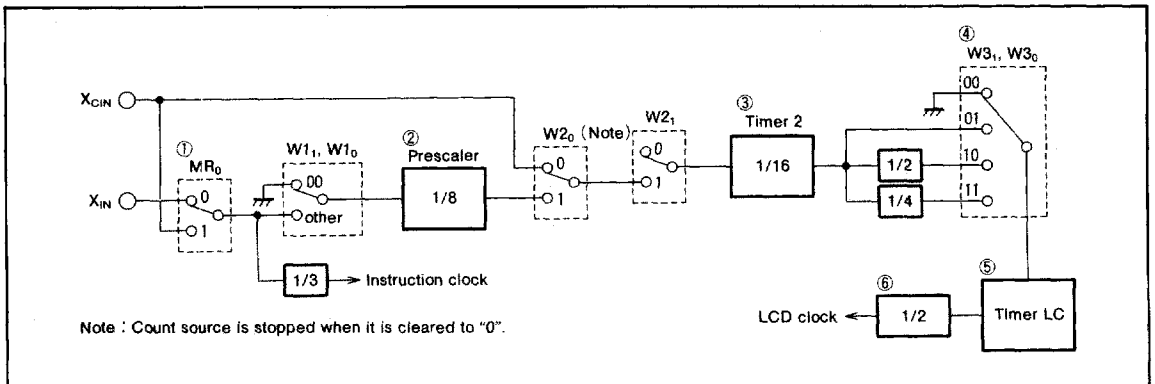 ④
W3₁, W3₀
00
01
10
11
③
Timer 2
1/16
1/2
1/4
XCIN
W2₀ (Note)
0
1
W2₁
0
1
①
MR₀
0
1
W1₁, W1₀
00
other
②
Prescaler
1/8
XIN
1/3
Instruction clock
⑤
Timer LC
⑥
1/2
LCD clock
Note : Count source is stopped when it is cleared to “0”.